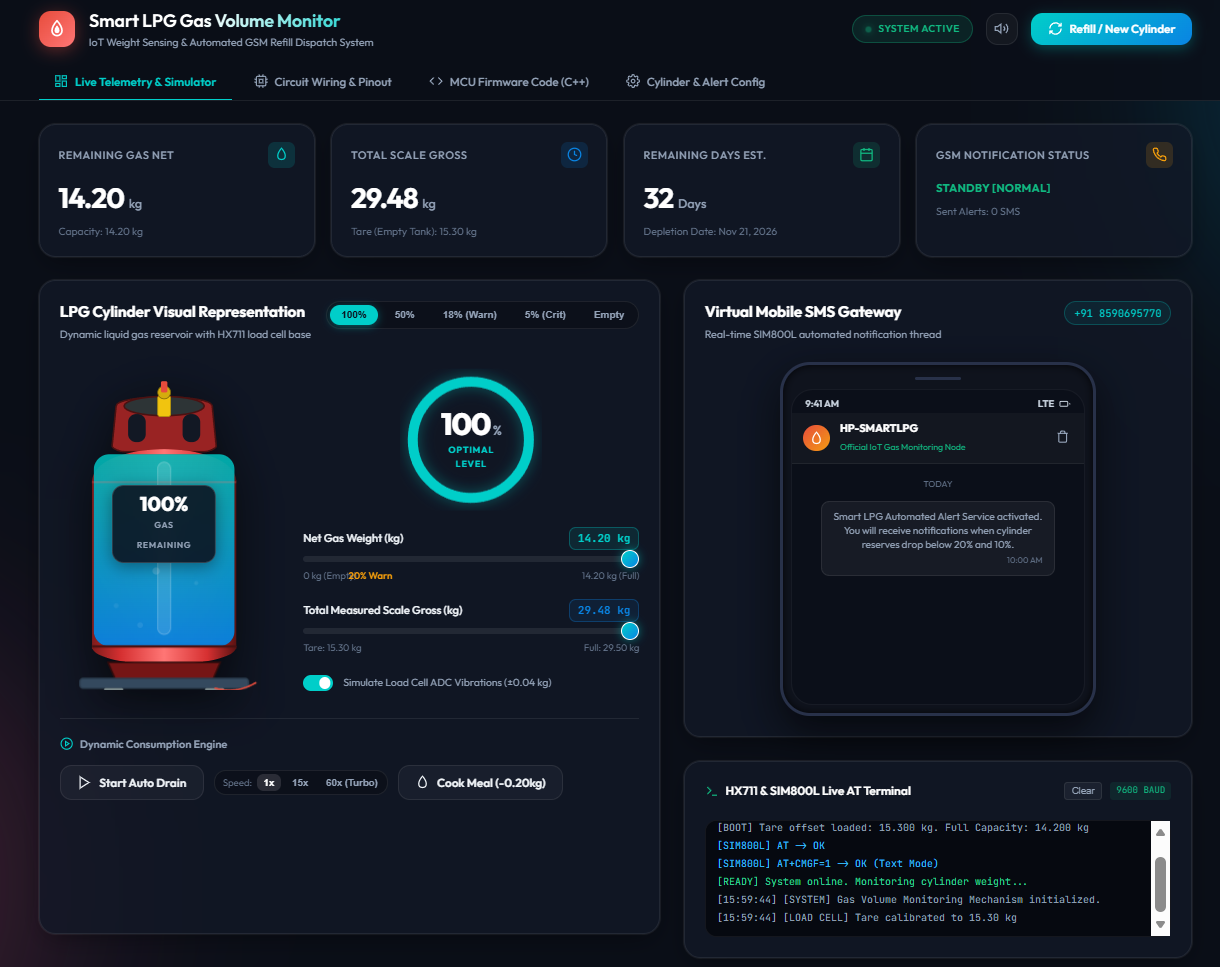 Smart LPG Gas Volume Monitor
IoT Weight Sensing & Automated GSM Refill Dispatch System
SYSTEM ACTIVE
Refill / New Cylinder
Live Telemetry & Simulator
Circuit Wiring & Pinout
MCU Firmware Code (C++)
Cylinder & Alert Config
REMAINING GAS NET
14.20 kg
Capacity: 14.20 kg
TOTAL SCALE GROSS
29.48 kg
Tare (Empty Tank): 15.30 kg
REMAINING DAYS EST.
32 Days
Depletion Date: Nov 21, 2026
GSM NOTIFICATION STATUS
STANDBY [NORMAL]
Sent Alerts: 0 SMS
LPG Cylinder Visual Representation
Dynamic liquid gas reservoir with HX711 load cell base
100% 50% 18% (Warn) 5% (Crit) Empty
100%
GAS
REMAINING
100%
OPTIMAL
LEVEL
Net Gas Weight (kg)
14.20 kg
0 kg (Empt
20% Warn
14.20 kg (Full)
Total Measured Scale Gross (kg)
29.48 kg
Tare: 15.30 kg
Full: 29.50 kg
Simulate Load Cell ADC Vibrations (±0.04 kg)
Dynamic Consumption Engine
Start Auto Drain
Speed: 1x 15x 60x (Turbo)
Cook Meal (-0.20kg)
Virtual Mobile SMS Gateway
Real-time SIM800L automated notification thread
+91 8590695770
9:41 AM
LTE
HP-SMARTLPG
Official IoT Gas Monitoring Node
TODAY
Smart LPG Automated Alert Service activated.
You will receive notifications when cylinder
reserves drop below 20% and 10%.
10:00 AM
HX711 & SIM800L Live AT Terminal
Clear
9600 BAUD
[BOOT] Tare offset loaded: 15.300 kg. Full Capacity: 14.200 kg
[SIM800L] AT -> OK
[SIM800L] AT+CMGF=1 -> OK (Text Mode)
[READY] System online. Monitoring cylinder weight...
[15:59:44] [SYSTEM] Gas Volume Monitoring Mechanism initialized.
[15:59:44] [LOAD CELL] Tare calibrated to 15.30 kg